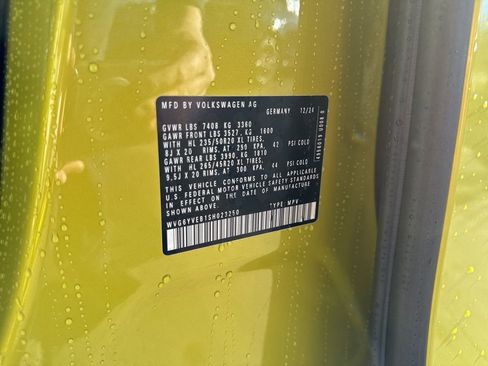 MFD BY VOLKSWAGEN AG
GERMANY 12/24
GVWR LBS 7408 KG 3360
GAWR FRONT LBS 3527, KG 1600
WITH HL 235/50R20 XL TIRES,
8J X 20 RIMS, AT 290 KPA, 42 PSI COLD
GAWR REAR LBS 3990, KG 1810
WITH HL 265/45R20 XL TIRES,
9,5J X 20 RIMS, AT 300 KPA, 44 PSI COLD
THIS VEHICLE CONFORMS TO ALL APPLICABLE
U.S. FEDERAL MOTOR VEHICLE SAFETY STANDARDS
IN EFFECT ON THE DATE OF MANUFACTURE
SHOWN ABOVE.
WVG6YVEB1SH023250
TYPE MPV